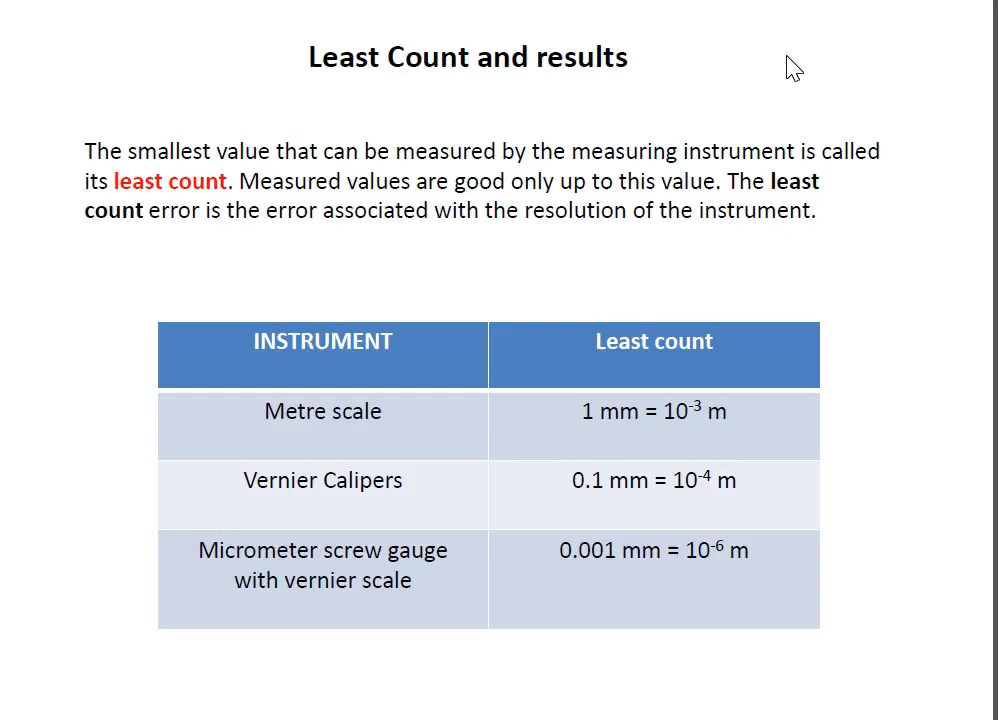 Least Count and results
The smallest value that can be measured by the measuring instrument is called
its least count. Measured values are good only up to this value. The least
count error is the error associated with the resolution of the instrument.
INSTRUMENT Least count
Metre scale 1 mm = 10⁻³ m
Vernier Calipers 0.1 mm = 10⁻⁴ m
Micrometer screw gauge 0.001 mm = 10⁻⁶ m
with vernier scale